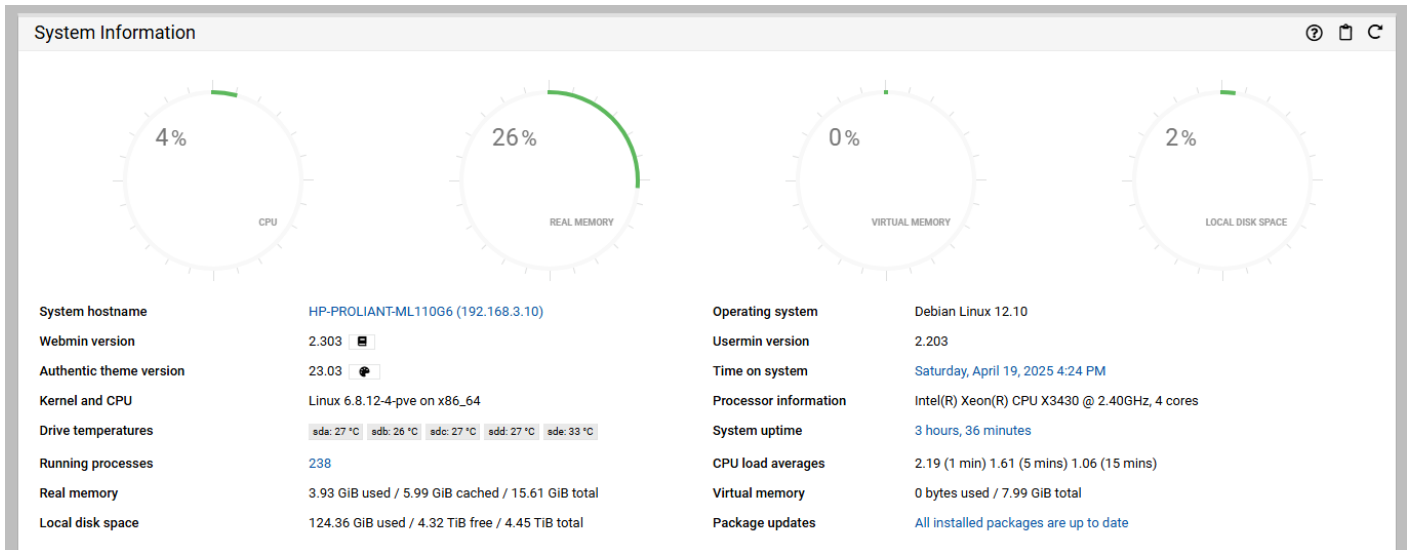 System Information
4%
CPU
26%
REAL MEMORY
0%
VIRTUAL MEMORY
2%
LOCAL DISK SPACE
System hostname HP-PROLIANT-ML110G6 (192.168.3.10) Operating system Debian Linux 12.10
Webmin version 2.303 Usermin version 2.203
Authentic theme version 23.03 Time on system Saturday, April 19, 2025 4:24 PM
Kernel and CPU Linux 6.8.12-4-pve on x86_64 Processor information Intel(R) Xeon(R) CPU X3430 @ 2.40GHz, 4 cores
Drive temperatures sda: 27 °C sdb: 26 °C sdc: 27 °C sdd: 27 °C sde: 33 °C System uptime 3 hours, 36 minutes
Running processes 238 CPU load averages 2.19 (1 min) 1.61 (5 mins) 1.06 (15 mins)
Real memory 3.93 GiB used / 5.99 GiB cached / 15.61 GiB total Virtual memory 0 bytes used / 7.99 GiB total
Local disk space 124.36 GiB used / 4.32 TiB free / 4.45 TiB total Package updates All installed packages are up to date